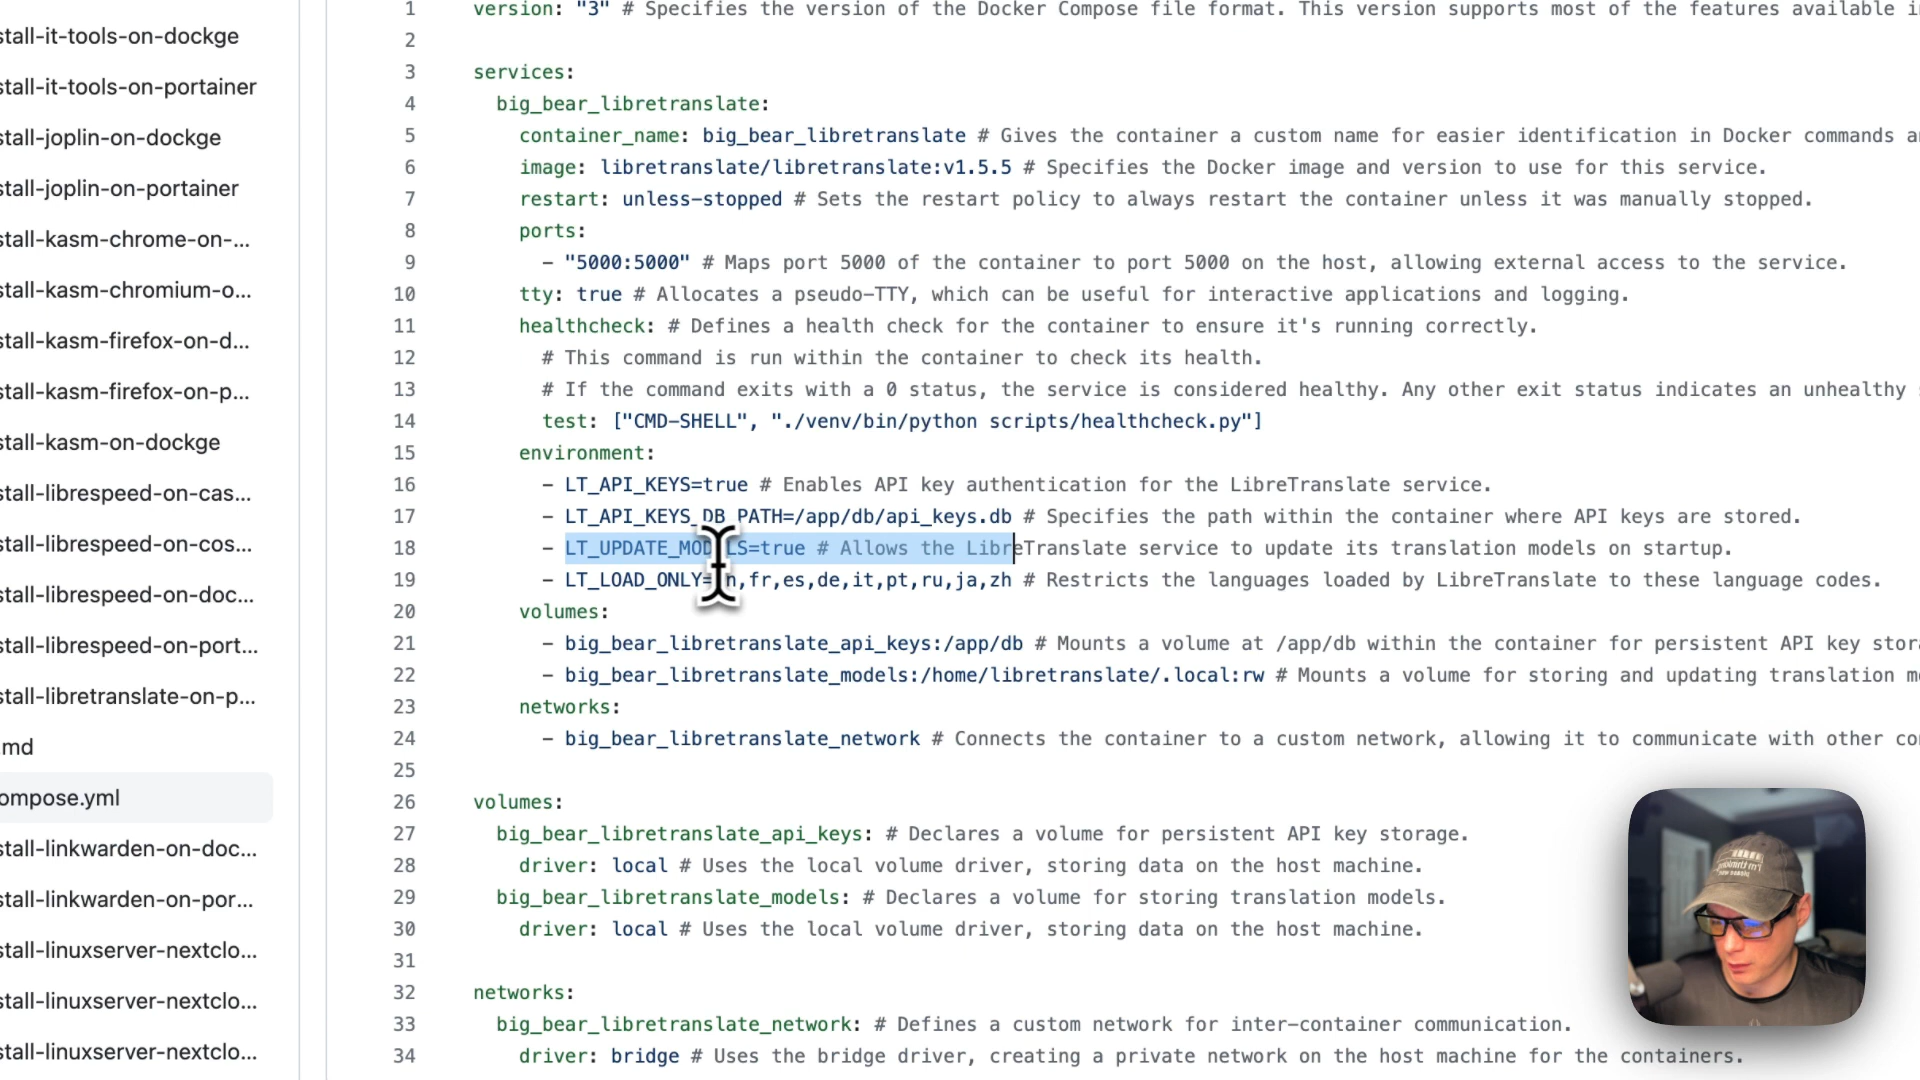 stall-it-tools-on-dockge
stall-it-tools-on-portainer
stall-joplin-on-dockge
stall-joplin-on-portainer
stall-kasm-chrome-on-...
stall-kasm-chromium-o...
stall-kasm-firefox-on-d...
stall-kasm-firefox-on-p...
stall-kasm-on-dockge
stall-librespeed-on-cas...
stall-librespeed-on-cos...
stall-librespeed-on-doc...
stall-librespeed-on-port...
stall-libretranslate-on-p...
.md
ompose.yml
stall-linkwarden-on-doc...
stall-linkwarden-on-por...
stall-linuxserver-nextclo...
stall-linuxserver-nextclo...
stall-linuxserver-nextclo...
1 version: "3" # Specifies the version of the Docker Compose file format. This version supports most of the features available i
2
3 services:
4 big_bear_libretranslate:
5 container_name: big_bear_libretranslate # Gives the container a custom name for easier identification in Docker commands a
6 image: libretranslate/libretranslate:v1.5.5 # Specifies the Docker image and version to use for this service.
7 restart: unless-stopped # Sets the restart policy to always restart the container unless it was manually stopped.
8 ports:
9 - "5000:5000" # Maps port 5000 of the container to port 5000 on the host, allowing external access to the service.
10 tty: true # Allocates a pseudo-TTY, which can be useful for interactive applications and logging.
11 healthcheck: # Defines a health check for the container to ensure it's running correctly.
12 # This command is run within the container to check its health.
13 # If the command exits with a 0 status, the service is considered healthy. Any other exit status indicates an unhealthy
14 test: ["CMD-SHELL", "./venv/bin/python scripts/healthcheck.py"]
15 environment:
16 - LT_API_KEYS=true # Enables API key authentication for the LibreTranslate service.
17 - LT_API_KEYS_DB_PATH=/app/db/api_keys.db # Specifies the path within the container where API keys are stored.
18 - LT_UPDATE_MODELS=true # Allows the LibreTranslate service to update its translation models on startup.
19 - LT_LOAD_ONLY=en,fr,es,de,it,pt,ru,ja,zh # Restricts the languages loaded by LibreTranslate to these language codes.
20 volumes:
21 - big_bear_libretranslate_api_keys:/app/db # Mounts a volume at /app/db within the container for persistent API key stor
22 - big_bear_libretranslate_models:/home/libretranslate/.local:rw # Mounts a volume for storing and updating translation m
23 networks:
24 - big_bear_libretranslate_network # Connects the container to a custom network, allowing it to communicate with other co
25
26 volumes:
27 big_bear_libretranslate_api_keys: # Declares a volume for persistent API key storage.
28 driver: local # Uses the local volume driver, storing data on the host machine.
29 big_bear_libretranslate_models: # Declares a volume for storing translation models.
30 driver: local # Uses the local volume driver, storing data on the host machine.
31
32 networks:
33 big_bear_libretranslate_network: # Defines a custom network for inter-container communication.
34 driver: bridge # Uses the bridge driver, creating a private network on the host machine for the containers.